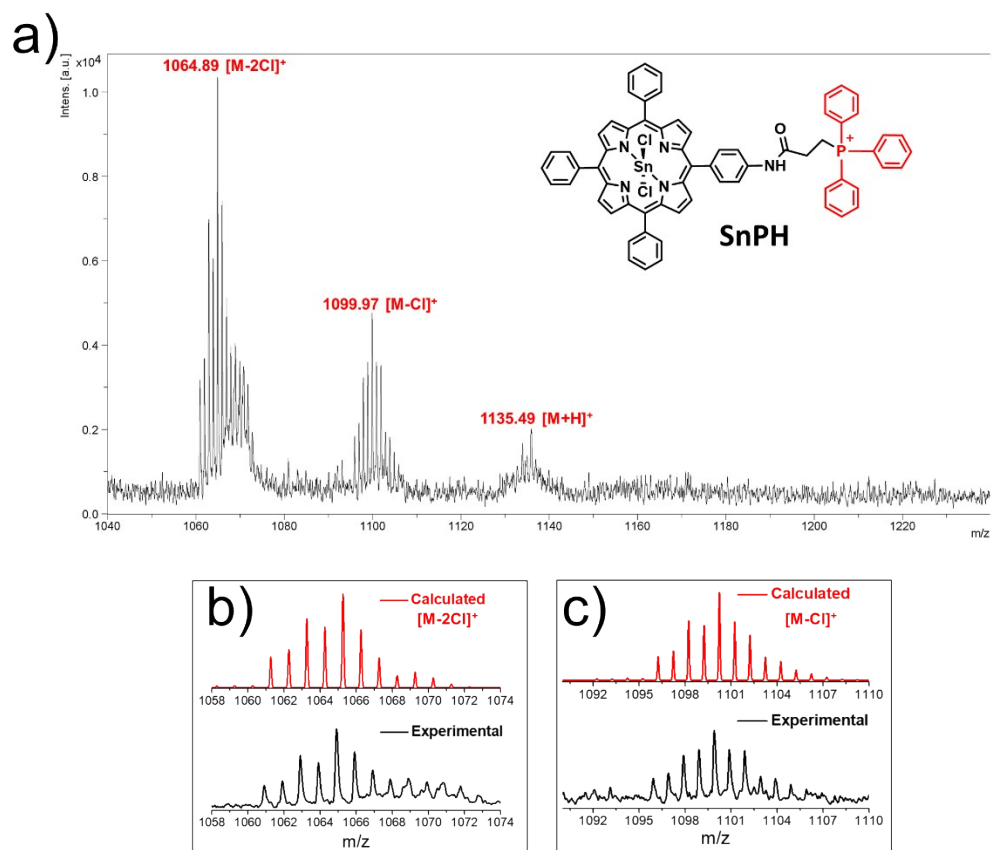 a)
Intens. [a.u.]
x10⁴
1.0
0.8
0.6
0.4
0.2
0.0
1064.89 [M-2Cl]⁺
1099.97 [M-Cl]⁺
1135.49 [M+H]⁺
1040 1060 1080 1100 1120 1140 1160 1180 1200 1220
m/z
Cl
N N
Sn
N N
Cl
NH
O
P
+
SnPH
b)
Calculated
[M-2Cl]⁺
1058 1060 1062 1064 1066 1068 1070 1072 1074
Experimental
1058 1060 1062 1064 1066 1068 1070 1072 1074
m/z
c)
Calculated
[M-Cl]⁺
1092 1095 1098 1101 1104 1107 1110
Experimental
1092 1095 1098 1101 1104 1107 1110
m/z